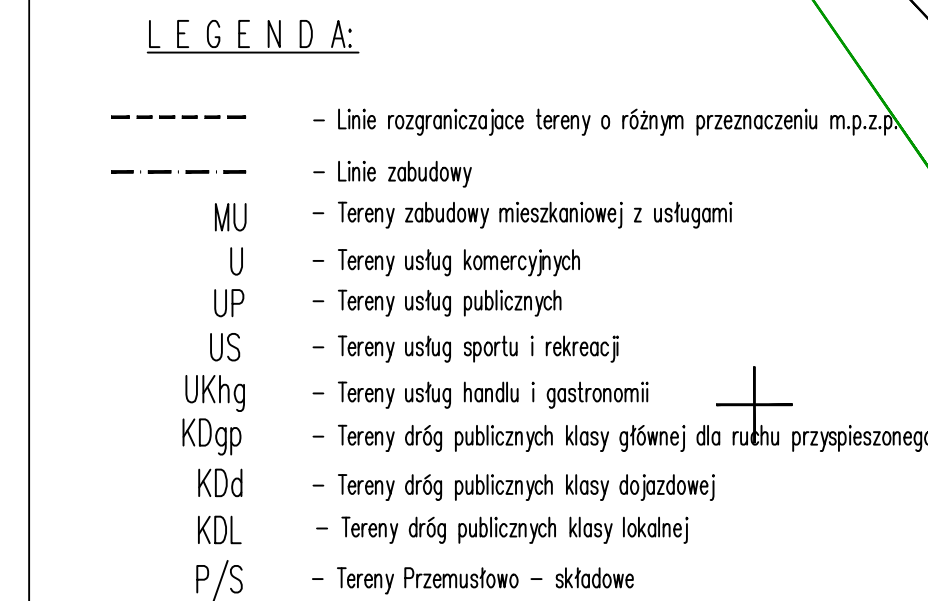 L E G E N D A:
– Linie rozgraniczajace tereny o różnym przeznaczeniu m.p.z.p.
– Linie zabudowy
MU – Tereny zabudowy mieszkaniowej z usługami
U – Tereny usług komercyjnych
UP – Tereny usług publicznych
US – Tereny usług sportu i rekreacji
UKhg – Tereny usług handlu i gastronomii
KDgp – Tereny dróg publicznych klasy głównej dla ruchu przyspieszonego
KDd – Tereny dróg publicznych klasy dojazdowej
KDL – Tereny dróg publicznych klasy lokalnej
P/S – Tereny Przemusłowo – składowe